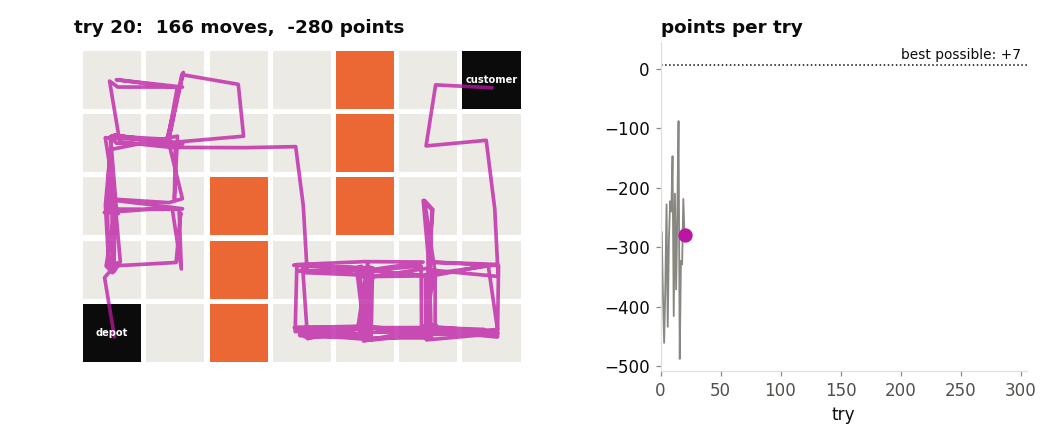 try 20:  166 moves,  -280 points
customer
depot
points per try
best possible: +7
0
−100
−200
−300
−400
−500
0 50 100 150 200 250 300
try